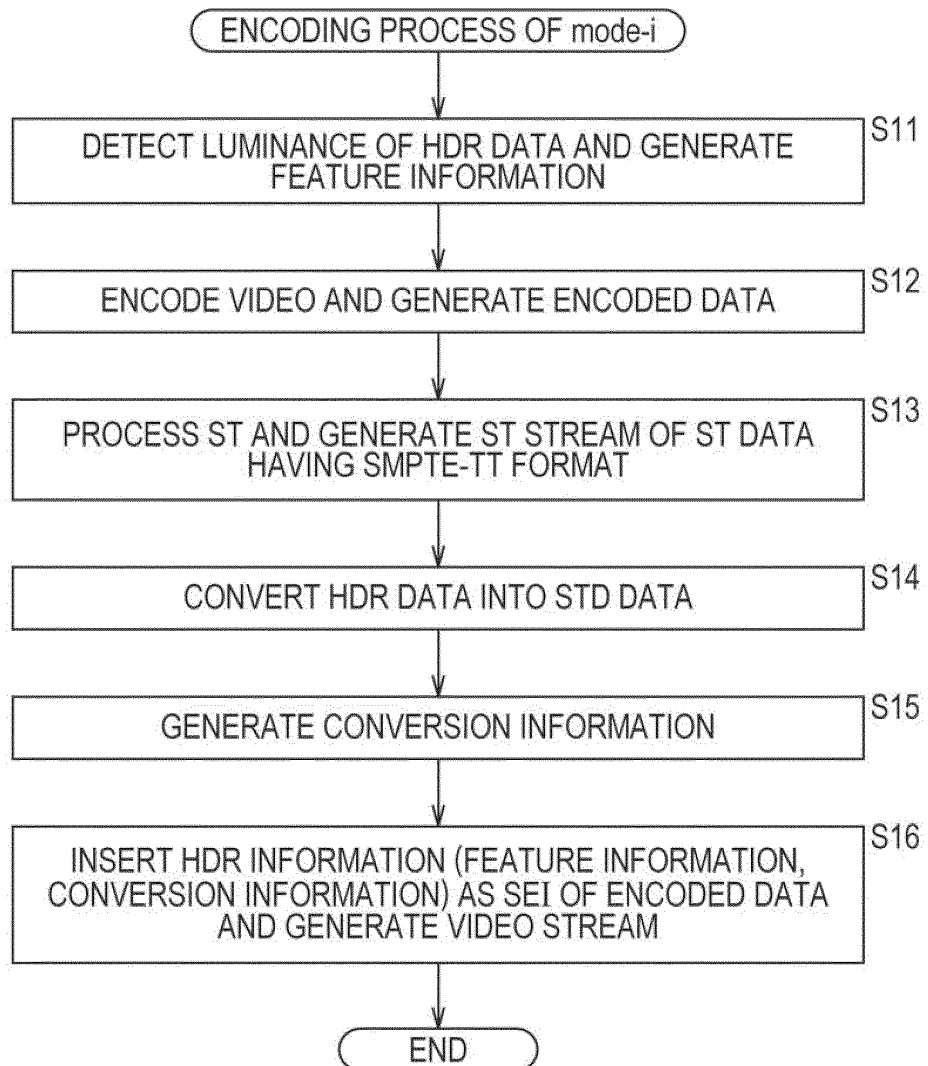 ENCODING PROCESS OF mode-i
S11
DETECT LUMINANCE OF HDR DATA AND GENERATE
FEATURE INFORMATION
S12
ENCODE VIDEO AND GENERATE ENCODED DATA
S13
PROCESS ST AND GENERATE ST STREAM OF ST DATA
HAVING SMPTE-TT FORMAT
S14
CONVERT HDR DATA INTO STD DATA
S15
GENERATE CONVERSION INFORMATION
S16
INSERT HDR INFORMATION (FEATURE INFORMATION,
CONVERSION INFORMATION) AS SEI OF ENCODED DATA
AND GENERATE VIDEO STREAM
END